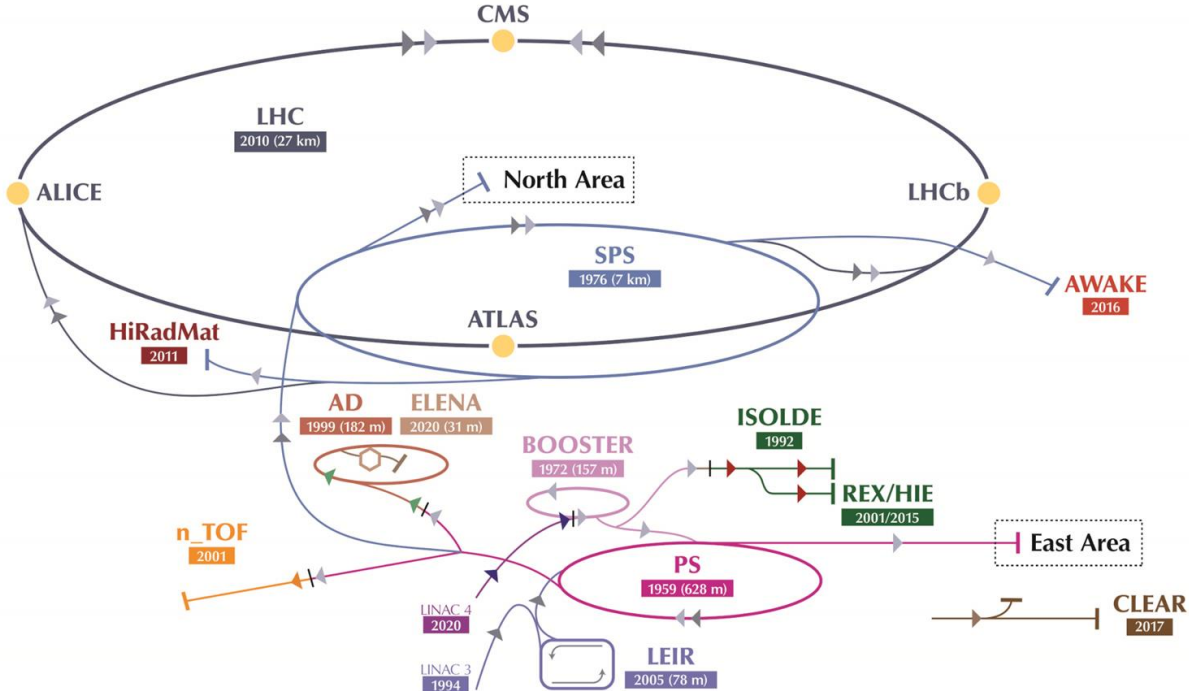 CMS
LHC
2010 (27 km)
North Area
ALICE
LHCb
SPS
1976 (7 km)
AWAKE
2016
ATLAS
HiRadMat
2011
AD
1999 (182 m)
ELENA
2020 (31 m)
ISOLDE
1992
BOOSTER
1972 (157 m)
REX/HIE
2001/2015
n_TOF
2001
East Area
PS
1959 (628 m)
LINAC 4
2020
CLEAR
2017
LINAC 3
1994
LEIR
2005 (78 m)